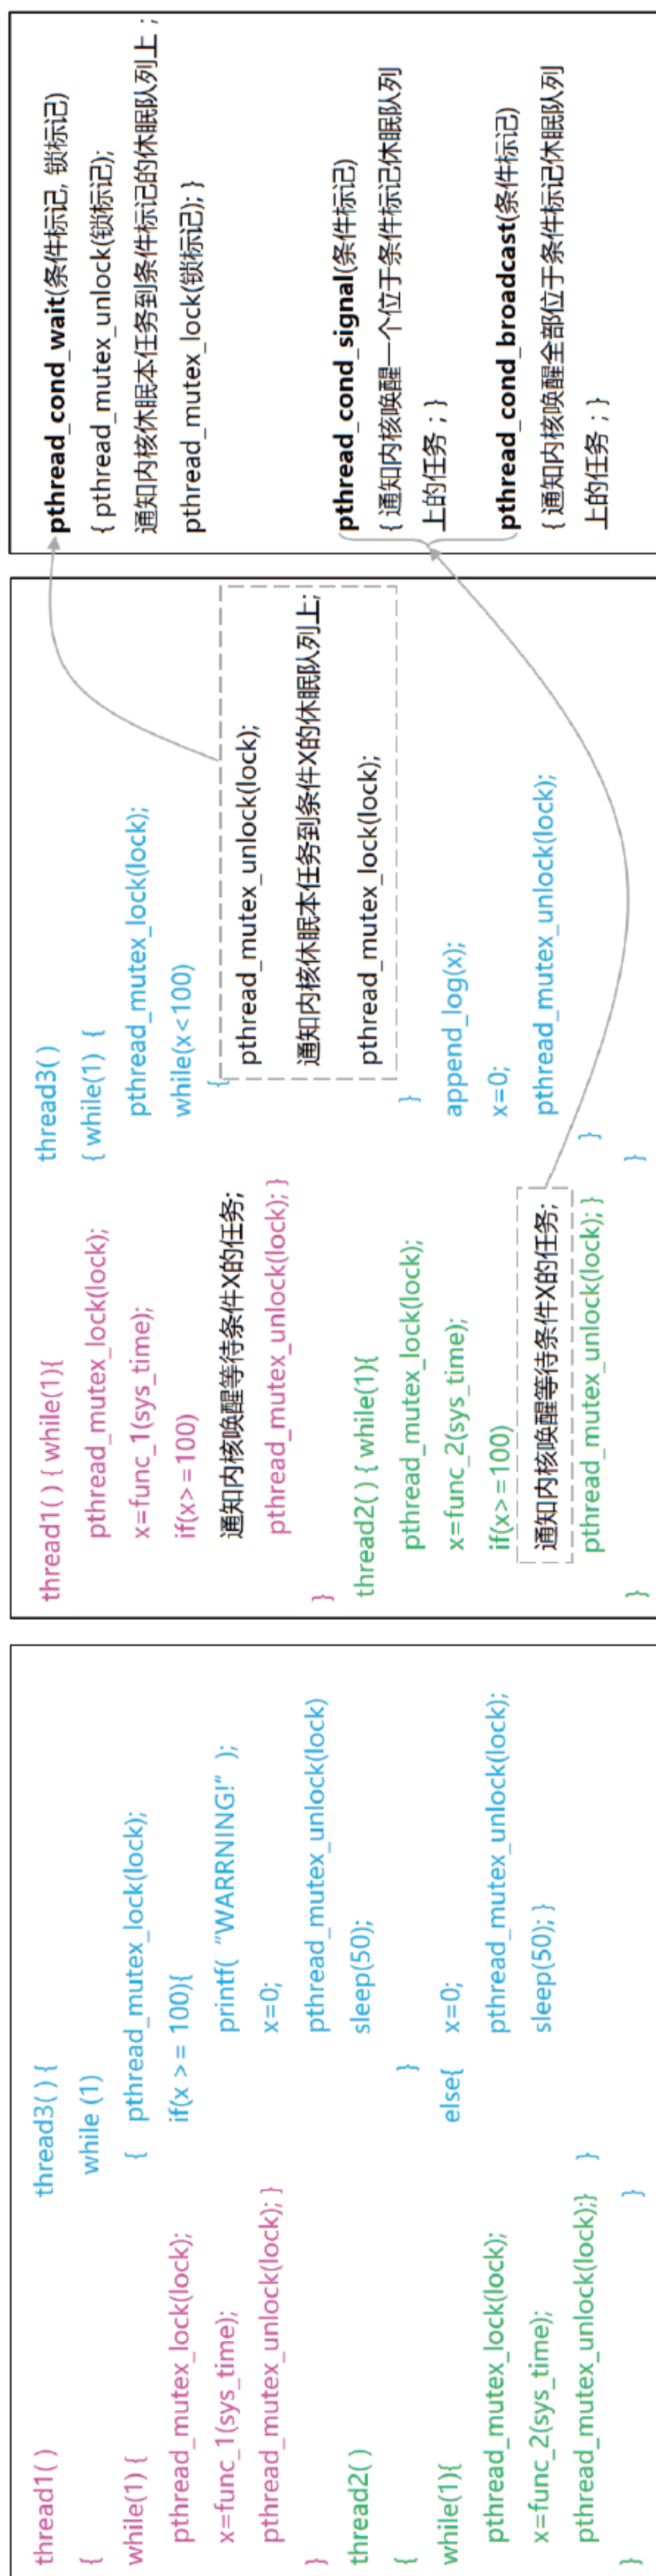 thread1( )
{
while(1) {
pthread_mutex_lock(lock);
x=func_1(sys_time);
pthread_mutex_unlock(lock); }
}
thread2( )
{
while(1){
pthread_mutex_lock(lock);
x=func_2(sys_time);
pthread_mutex_unlock(lock);}
}
thread3( ) {
while (1)
{ pthread_mutex_lock(lock);
if(x >= 100){
printf( “WARRNING!” );
x=0;
pthread_mutex_unlock(lock)
sleep(50);
}
else{ x=0;
pthread_mutex_unlock(lock);
sleep(50); }
}
}
thread1( ) { while(1){
pthread_mutex_lock(lock);
x=func_1(sys_time);
if(x>=100)
通知内核唤醒等待条件X的任务;
pthread_mutex_unlock(lock); }
}
thread2( ) { while(1){
pthread_mutex_lock(lock);
x=func_2(sys_time);
if(x>=100)
通知内核唤醒等待条件X的任务;
pthread_mutex_unlock(lock); }
}
thread3( )
{ while(1) {
pthread_mutex_lock(lock);
while(x<100)
{
pthread_mutex_unlock(lock);
通知内核休眠本任务到条件X的休眠队列上;
pthread_mutex_lock(lock);
}
append_log(x);
x=0;
pthread_mutex_unlock(lock);
}
}
pthread_cond_wait(条件标记, 锁标记)
{ pthread_mutex_unlock(锁标记);
通知内核休眠本任务到条件标记的休眠队列上 ;
pthread_mutex_lock(锁标记); }
pthread_cond_signal(条件标记)
{ 通知内核唤醒一个位于条件标记休眠队列
上的任务 ; }
pthread_cond_broadcast(条件标记)
{ 通知内核唤醒全部位于条件标记休眠队列
上的任务 ; }